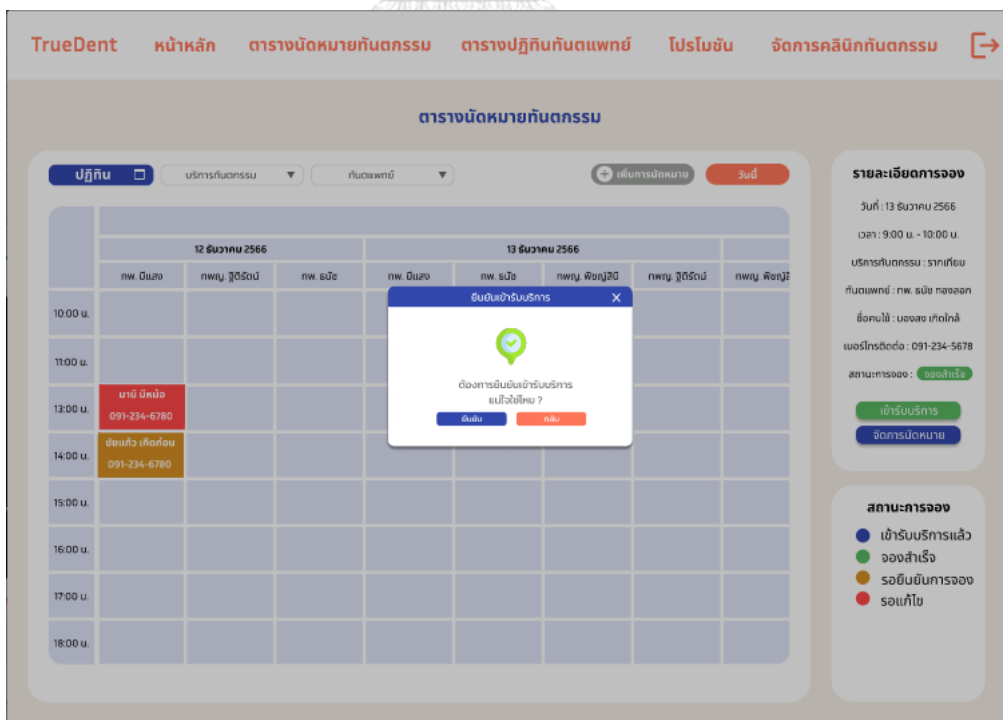 TrueDent หน้าหลัก ตารางนัดหมายทันตกรรม ตารางปฏิทินทันตแพทย์ โปรโมชัน จัดการคลินิกทันตกรรม
ตารางนัดหมายทันตกรรม
ปฏิทิน บริการทันตกรรม ทันตแพทย์ เพิ่มการนัดหมาย วันนี้
12 ธันวาคม 2566 13 ธันวาคม 2566
ทพ. มีแสง ทพญ. ฐิติรัตน์ ทพ. ธนัช ทพ. มีแสง ทพ. ธนัช ทพญ. พิชญ์สินี ทพญ. ฐิติรัตน์
10:00 น.
11:00 น.
13:00 น.
14:00 น.
15:00 น.
16:00 น.
17:00 น.
18:00 น.
มานี มีหม้อ
091-234-6780
ชัยแก้ว เกิดก่อน
091-234-6780
ยืนยันเข้ารับบริการ X
ต้องการยืนยันเข้ารับบริการ
แน่ใจใช่ไหม ?
ยืนยัน กลับ
รายละเอียดการจอง
วันที่ : 13 ธันวาคม 2566
เวลา : 9:00 น. - 10:00 น.
บริการทันตกรรม : รากเทียม
ทันตแพทย์ : ทพ. ธนัช ทองลอก
ชื่อคนไข้ : มองสง เกิดใกล้
เบอร์โทรติดต่อ : 091-234-5678
สถานะการจอง : จองสำเร็จ
เข้ารับบริการ
จัดการนัดหมาย
สถานะการจอง
เข้ารับบริการแล้ว
จองสำเร็จ
รอยืนยันการจอง
รอแก้ไข